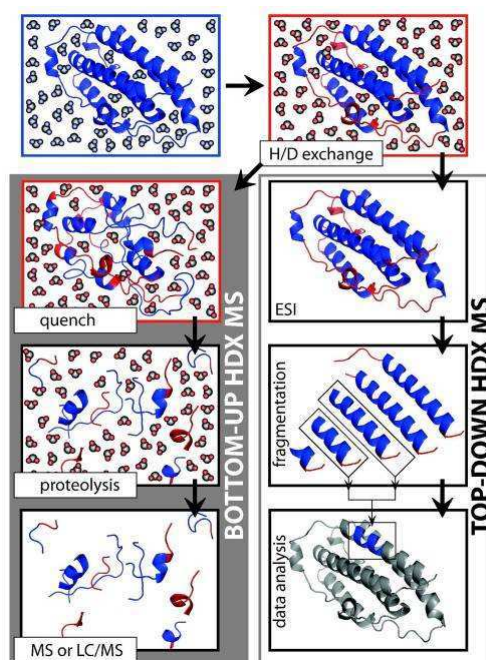 H/D exchange
quench
proteolysis
MS or LC/MS
BOTTOM-UP HDX MS
ESI
fragmentation
data analysis
TOP-DOWN HDX MS